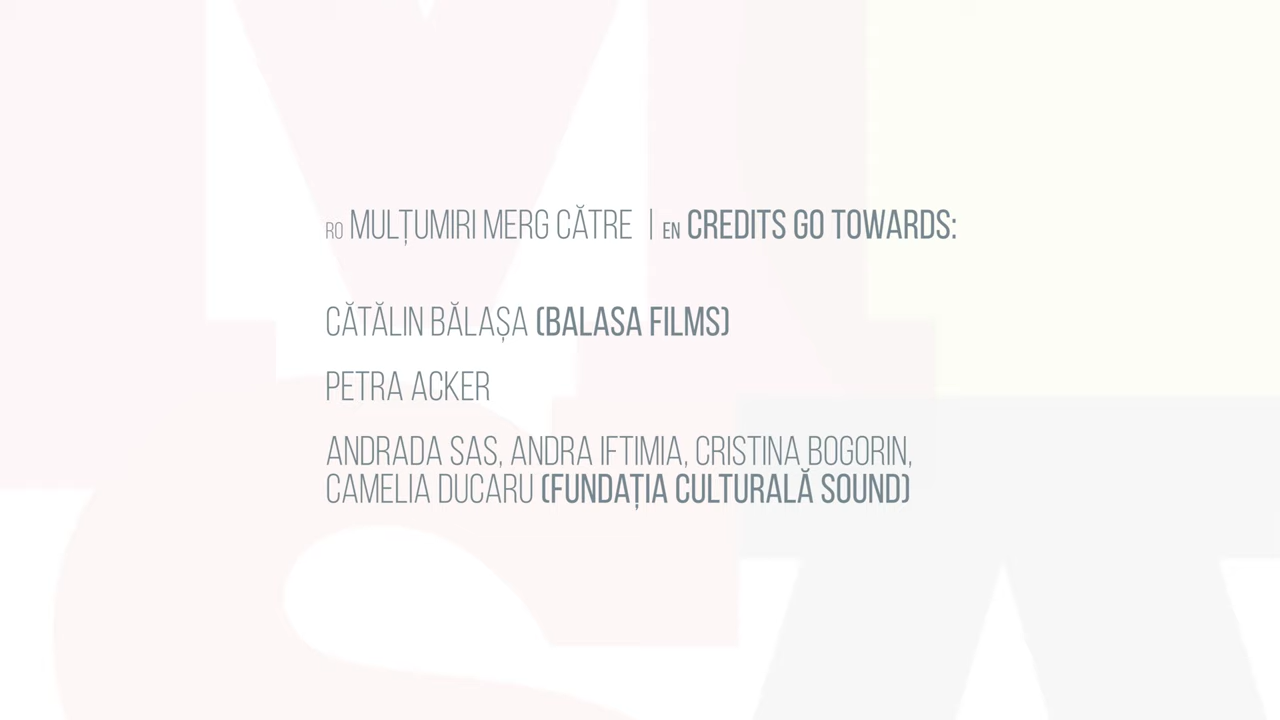 RO MULȚUMIRI MERG CĂTRE | EN CREDITS GO TOWARDS:
CĂTĂLIN BĂLAȘA (BALASA FILMS)
PETRA ACKER
ANDRADA SAS, ANDRA IFTIMIA, CRISTINA BOGORIN,
CAMELIA DUCARU (FUNDAȚIA CULTURALĂ SOUND)